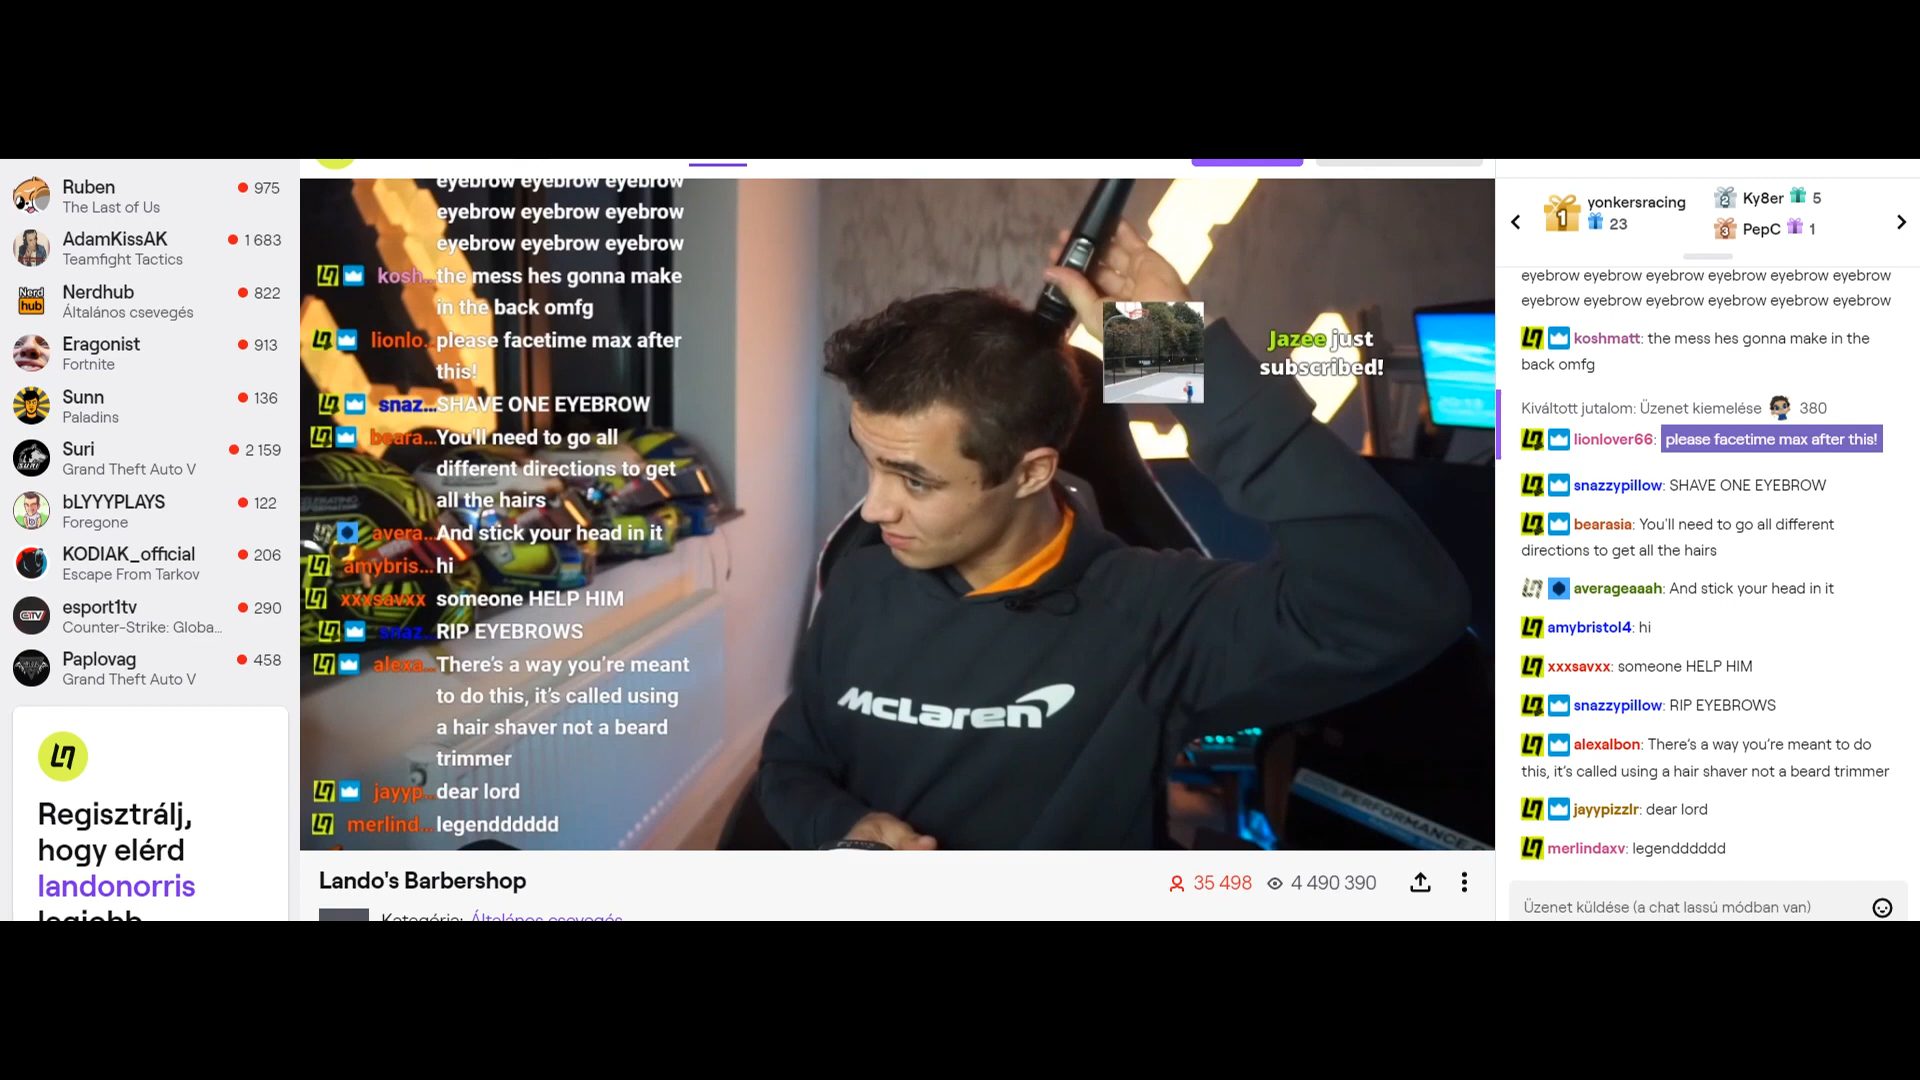 Ruben
975
The Last of Us
AdamKissAK
1 683
Teamfight Tactics
Nerdhub
822
Általános csevegés
Eragonist
913
Fortnite
Sunn
136
Paladins
Suri
2 159
Grand Theft Auto V
bLYYYPLAYS
122
Foregone
KODIAK_official
206
Escape From Tarkov
esport1tv
290
Counter-Strike: Globa...
Paplovag
458
Grand Theft Auto V
Regisztrálj,
hogy elérd
landonorris
legjobb
eyebrow eyebrow eyebrow
eyebrow eyebrow eyebrow
eyebrow eyebrow eyebrow
kosh... the mess hes gonna make
in the back omfg
lionlo... please facetime max after
this!
snaz... SHAVE ONE EYEBROW
beara... You'll need to go all
different directions to get
all the hairs
avera... And stick your head in it
amybris... hi
xxxsavxx someone HELP HIM
snaz... RIP EYEBROWS
alexa... There's a way you're meant
to do this, it's called using
a hair shaver not a beard
trimmer
jayyp... dear lord
merlind... legendddddd
Jazee just
subscribed!
McLaren
PERFORMANCE
Lando's Barbershop
35 498
4 490 390
Kategória: Általános csevegés
1
yonkersracing
23
2
Ky8er
5
3
PepC
1
eyebrow eyebrow eyebrow eyebrow eyebrow eyebrow
eyebrow eyebrow eyebrow eyebrow eyebrow eyebrow
koshmatt: the mess hes gonna make in the
back omfg
Kiváltott jutalom: Üzenet kiemelése 380
lionlover66: please facetime max after this!
snazzypillow: SHAVE ONE EYEBROW
bearasia: You'll need to go all different
directions to get all the hairs
averageaaah: And stick your head in it
amybristol4: hi
xxxsavxx: someone HELP HIM
snazzypillow: RIP EYEBROWS
alexalbon: There's a way you're meant to do
this, it's called using a hair shaver not a beard trimmer
jayypizzlr: dear lord
merlindaxv: legendddddd
Üzenet küldése (a chat lassú módban van)